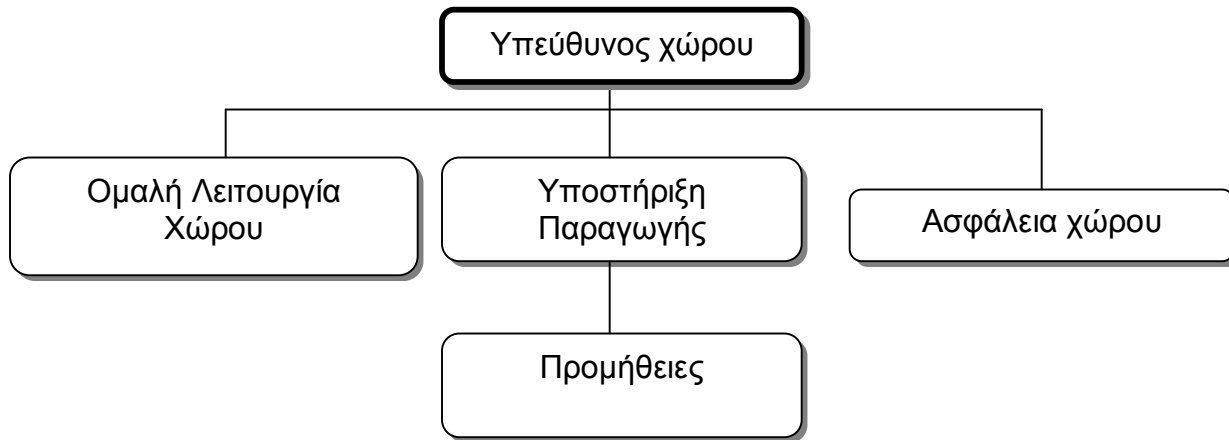 Υπεύθυνος χώρου
Ομαλή Λειτουργία
Χώρου
Υποστήριξη
Παραγωγής
Ασφάλεια χώρου
Προμήθειες